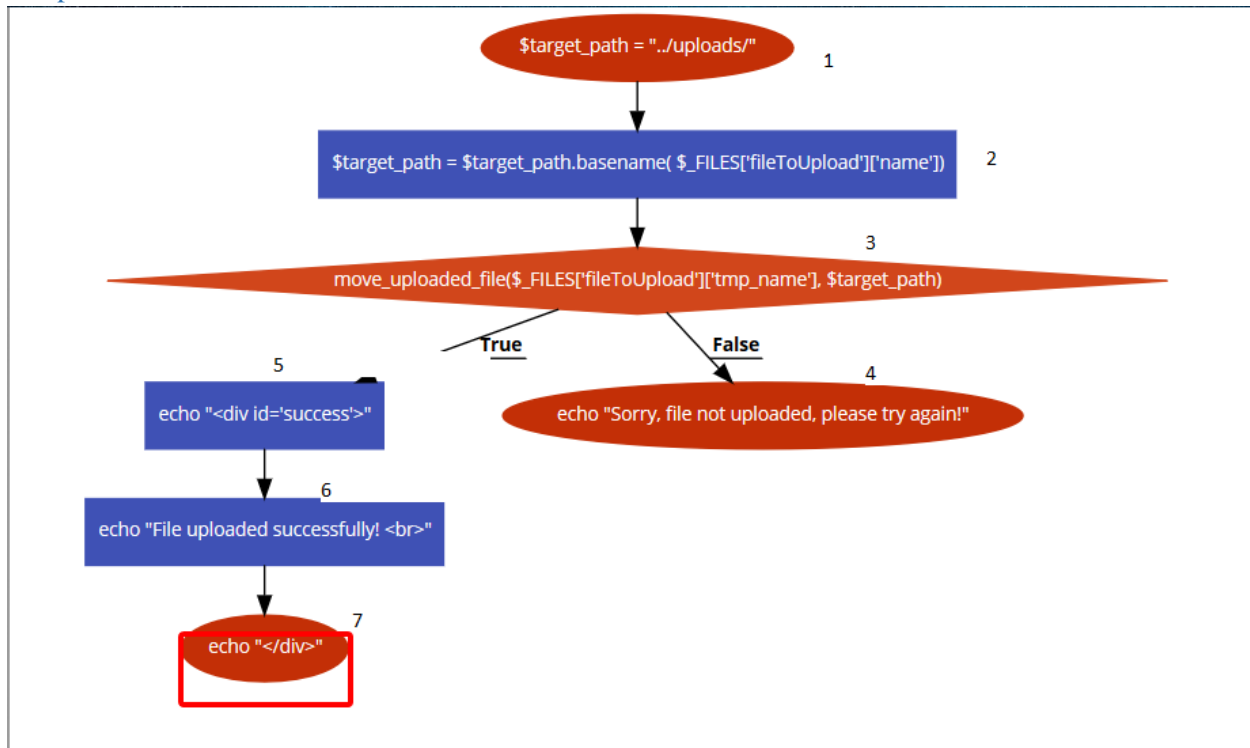 $target_path = "../uploads/"
1
$target_path = $target_path.basename( $_FILES['fileToUpload']['name'])
2
3
move_uploaded_file($_FILES['fileToUpload']['tmp_name'], $target_path)
True
False
5
4
echo "<div id='success'>"
echo "Sorry, file not uploaded, please try again!"
6
echo "File uploaded successfully! <br>"
7
echo "</div>"